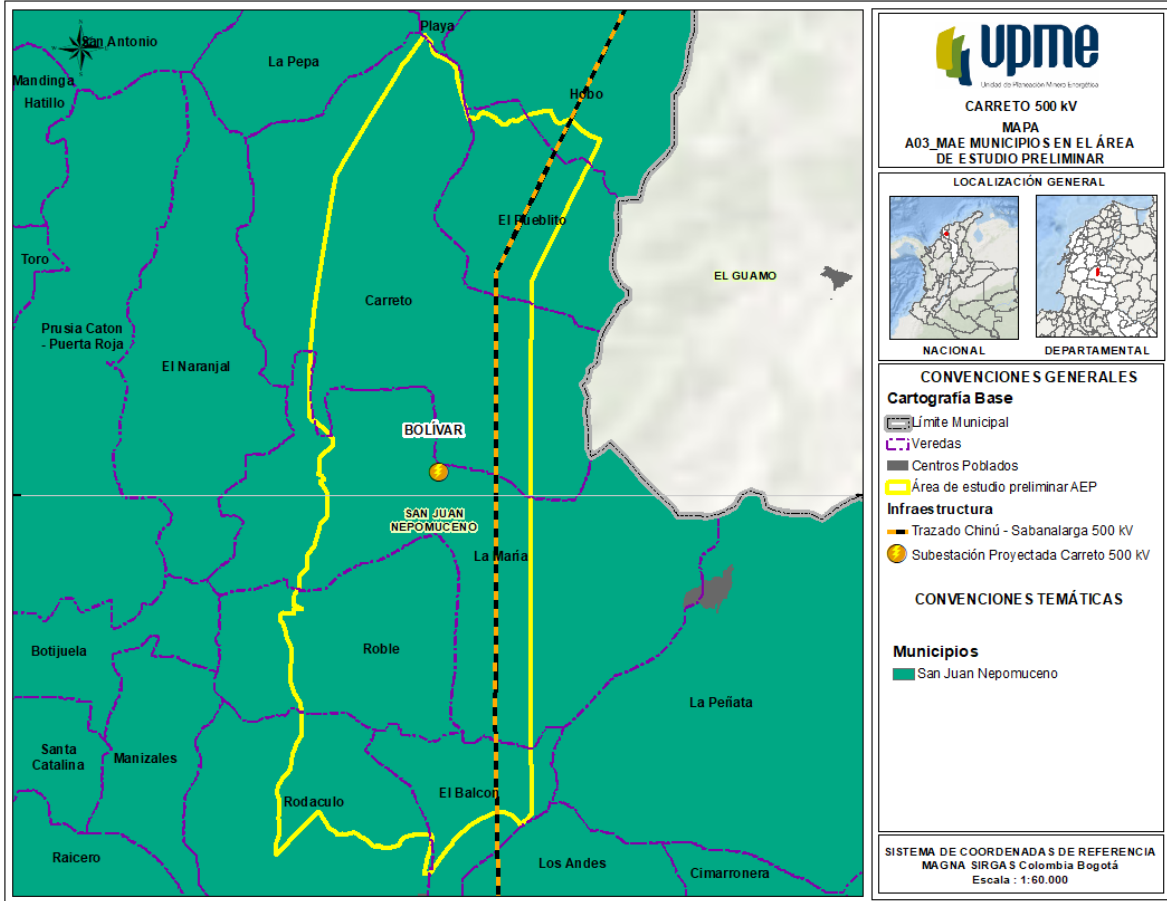 Playa
San Antonio
La Pepa
Mandinga
Hatillo
Hobo
El Pueblito
Toro
EL GUAMO
Carreto
Prusia Caton
- Puerta Roja
El Naranjal
BOLÍVAR
SAN JUAN
NEPOMUCENO
La María
Botijuela
Roble
La Peñata
Santa
Catalina
Manizales
Rodaculo
El Balcon
Raicero
Los Andes
Cimarronera
upme
Unidad de Planeación Minero Energética
CARRETO 500 kV
MAPA
A03_MAE MUNICIPIOS EN EL ÁREA
DE ESTUDIO PRELIMINAR
LOCALIZACIÓN GENERAL
NACIONAL
DEPARTAMENTAL
CONVENCIONES GENERALES
Cartografía Base
Límite Municipal
Veredas
Centros Poblados
Área de estudio preliminar AEP
Infraestructura
Trazado Chinú - Sabanalarga 500 kV
Subestación Proyectada Carreto 500 kV
CONVENCIONES TEMÁTICAS
Municipios
San Juan Nepomuceno
SISTEMA DE COORDENADAS DE REFERENCIA
MAGNA SIRGAS Colombia Bogotá
Escala : 1:60.000